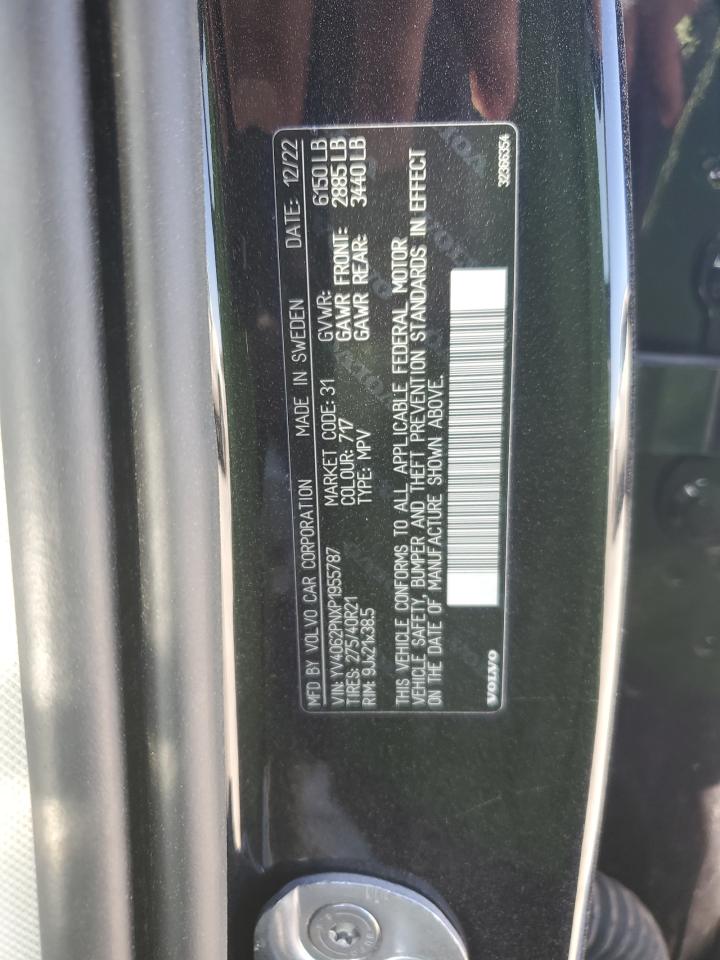 MFD BY VOLVO CAR CORPORATION MADE IN SWEDEN DATE: 12/22
VIN: YV4062PNXP1955787 MARKET CODE: 31 GVWR: 6150 LB
TIRES: 275/40R21 COLOUR: 717 GAWR FRONT: 2885 LB
RIM: 9Jx21x38.5 TYPE: MPV GAWR REAR: 3440 LB
THIS VEHICLE CONFORMS TO ALL APPLICABLE FEDERAL MOTOR
VEHICLE SAFETY, BUMPER AND THEFT PREVENTION STANDARDS IN EFFECT
ON THE DATE OF MANUFACTURE SHOWN ABOVE.
VOLVO 32366354